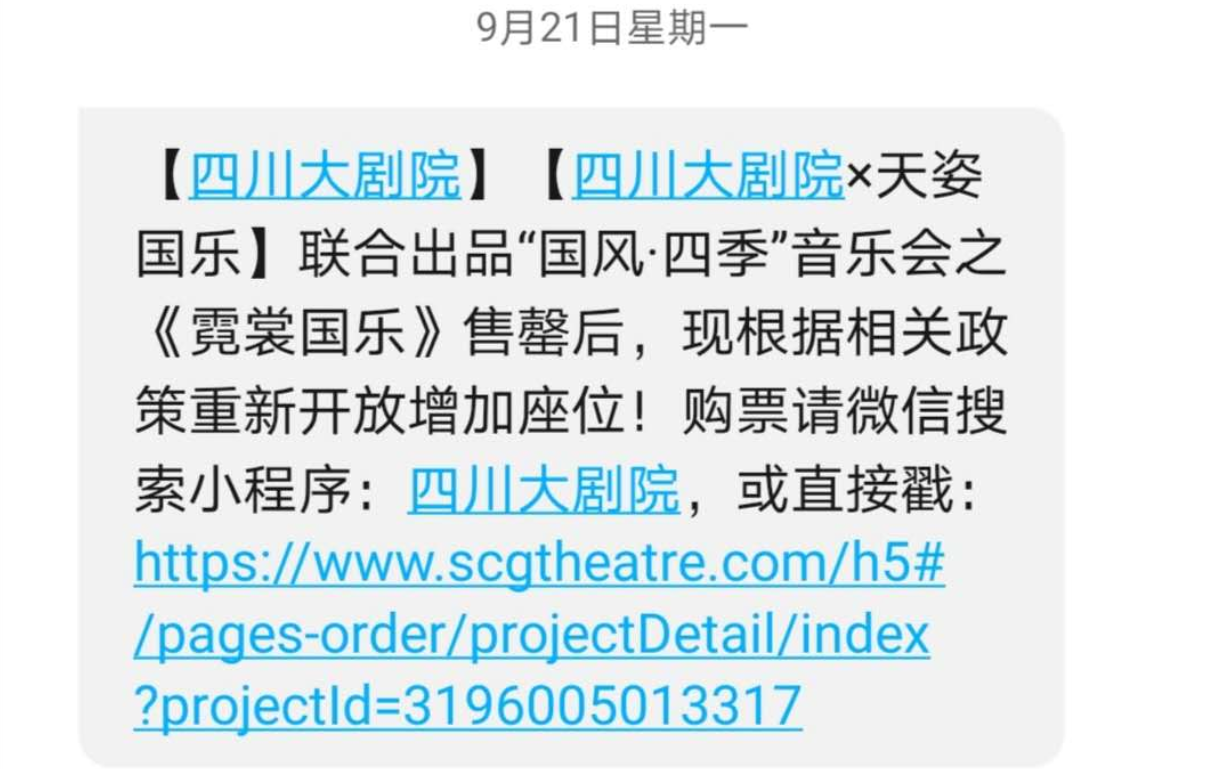 9月21日星期一
【四川大剧院】【四川大剧院×天姿
国乐】联合出品“国风·四季”音乐会之
《霓裳国乐》售罄后，现根据相关政
策重新开放增加座位！购票请微信搜
索小程序：四川大剧院，或直接戳：
https://www.scgtheatre.com/h5#
/pages-order/projectDetail/index
?projectId=3196005013317